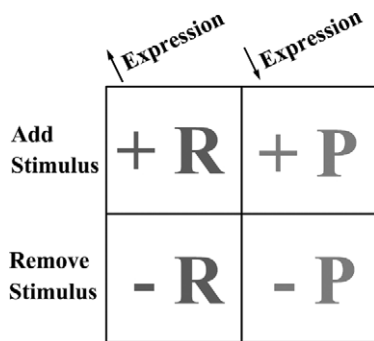 Expression Expression
Add
Stimulus
+ R + P
Remove
Stimulus
- R - P